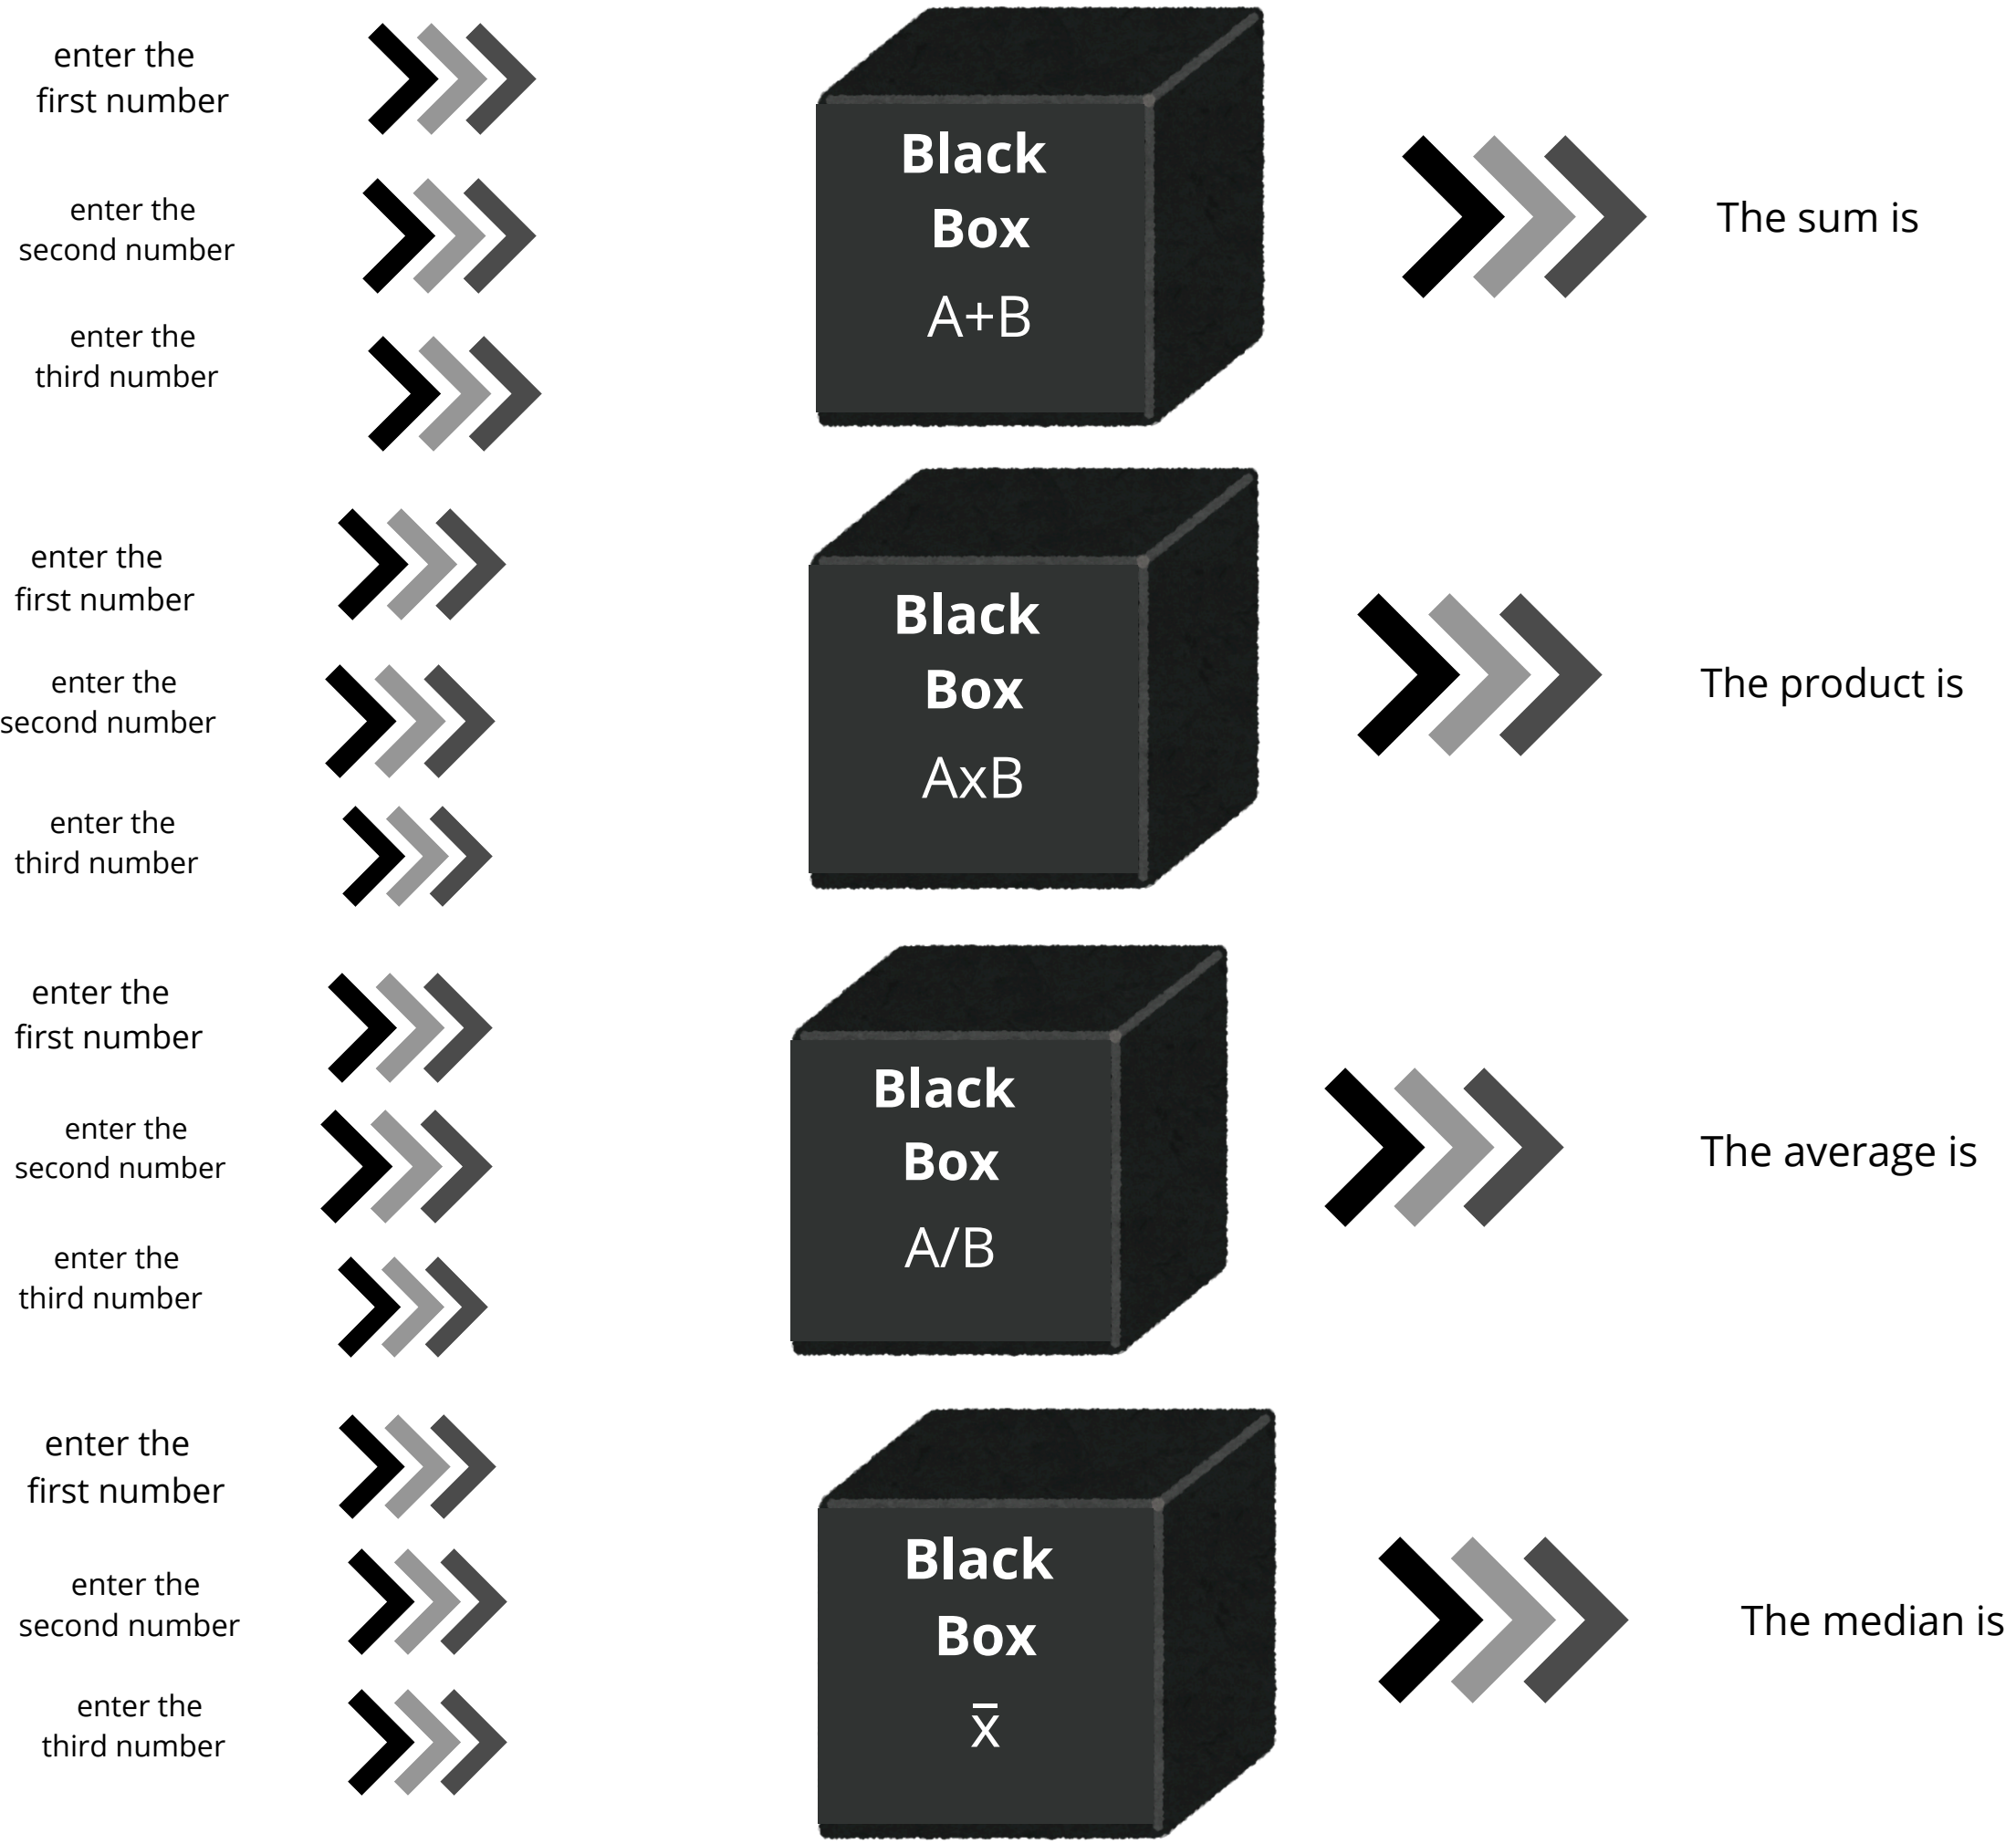 enter the
first number
enter the
second number
enter the
third number
Black
Box
A+B
The sum is
enter the
first number
enter the
second number
enter the
third number
Black
Box
AxB
The product is
enter the
first number
enter the
second number
enter the
third number
Black
Box
A/B
The average is
enter the
first number
enter the
second number
enter the
third number
Black
Box
x̅
The median is